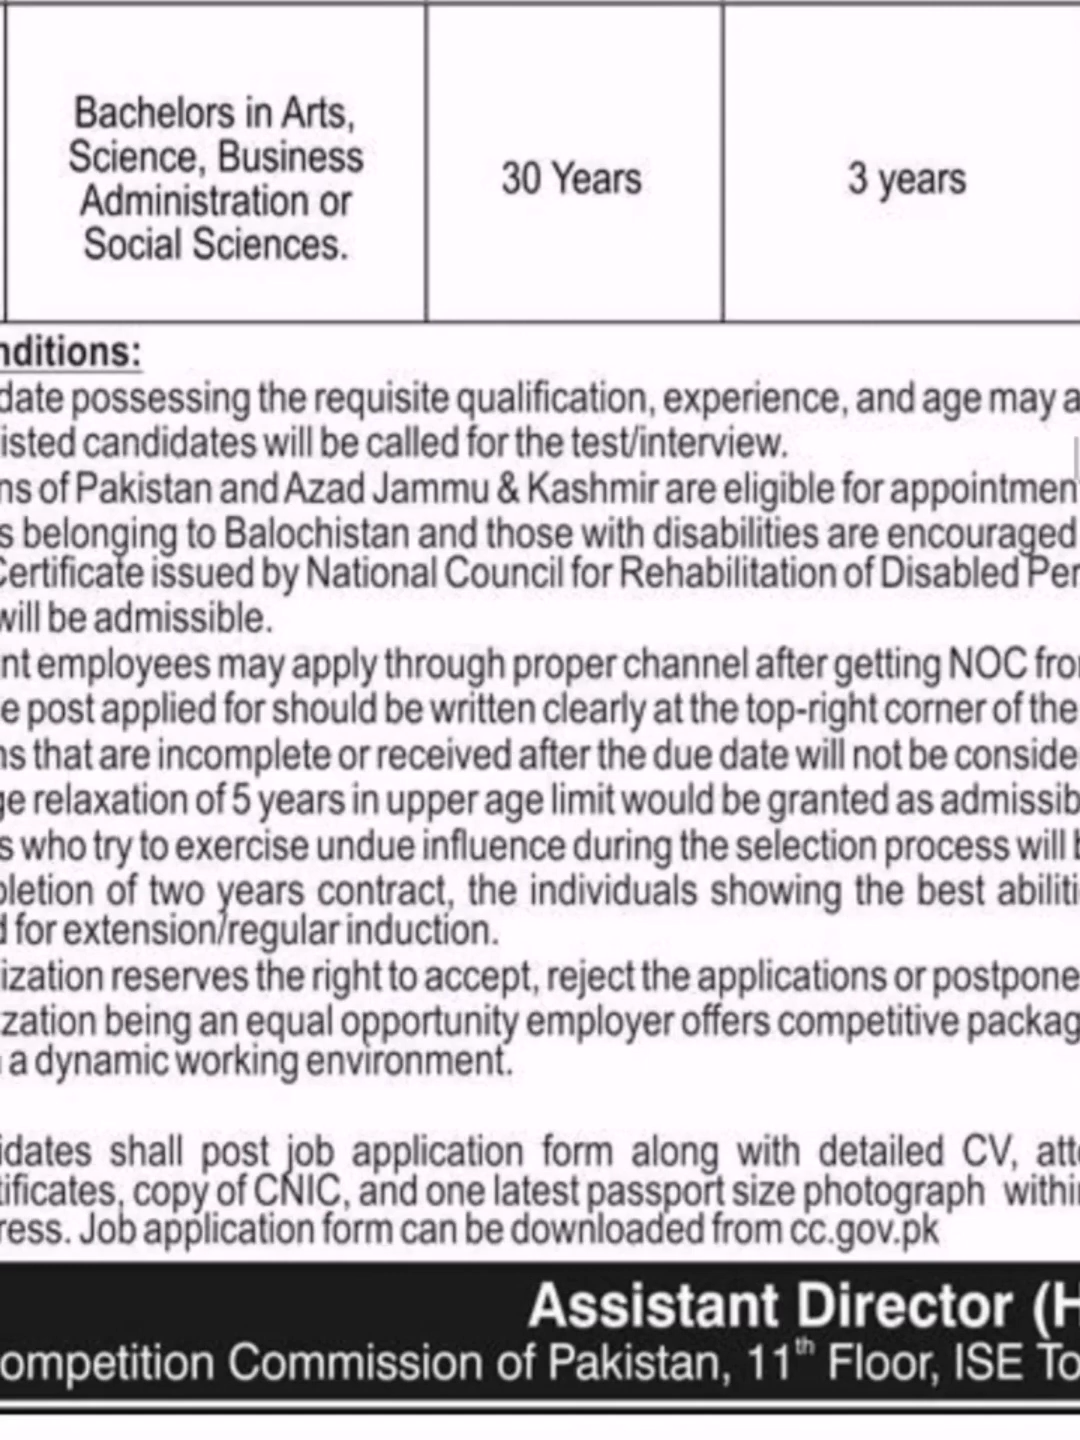 Bachelors in Arts,
Science, Business
Administration or
Social Sciences.
30 Years
3 years
nditions:
date possessing the requisite qualification, experience, and age may a
isted candidates will be called for the test/interview.
ns of Pakistan and Azad Jammu & Kashmir are eligible for appointmen
s belonging to Balochistan and those with disabilities are encouraged
Certificate issued by National Council for Rehabilitation of Disabled Per
will be admissible.
nt employees may apply through proper channel after getting NOC fro
e post applied for should be written clearly at the top-right corner of the
ns that are incomplete or received after the due date will not be conside
ge relaxation of 5 years in upper age limit would be granted as admissib
s who try to exercise undue influence during the selection process will b
pletion of two years contract, the individuals showing the best abiliti
d for extension/regular induction.
ization reserves the right to accept, reject the applications or postpone
zation being an equal opportunity employer offers competitive packag
a dynamic working environment.
idates shall post job application form along with detailed CV, atte
tificates, copy of CNIC, and one latest passport size photograph within
ress. Job application form can be downloaded from cc.gov.pk
Assistant Director (H
ompetition Commission of Pakistan, 11th Floor, ISE To